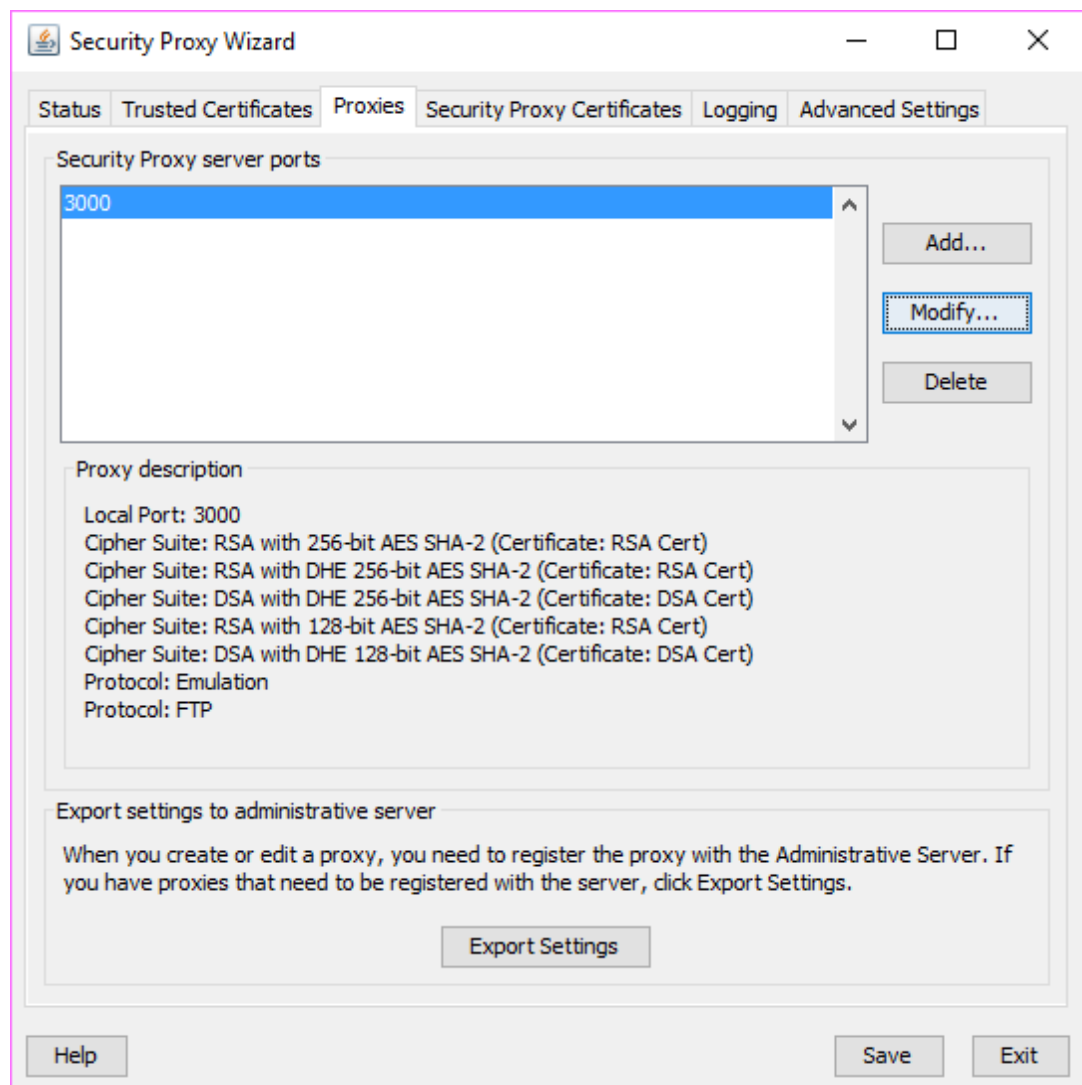 Security Proxy Wizard
Status Trusted Certificates Proxies Security Proxy Certificates Logging Advanced Settings
Security Proxy server ports
3000
Add...
Modify...
Delete
Proxy description
Local Port: 3000
Cipher Suite: RSA with 256-bit AES SHA-2 (Certificate: RSA Cert)
Cipher Suite: RSA with DHE 256-bit AES SHA-2 (Certificate: RSA Cert)
Cipher Suite: DSA with DHE 256-bit AES SHA-2 (Certificate: DSA Cert)
Cipher Suite: RSA with 128-bit AES SHA-2 (Certificate: RSA Cert)
Cipher Suite: DSA with DHE 128-bit AES SHA-2 (Certificate: DSA Cert)
Protocol: Emulation
Protocol: FTP
Export settings to administrative server
When you create or edit a proxy, you need to register the proxy with the Administrative Server. If
you have proxies that need to be registered with the server, click Export Settings.
Export Settings
Help Save Exit